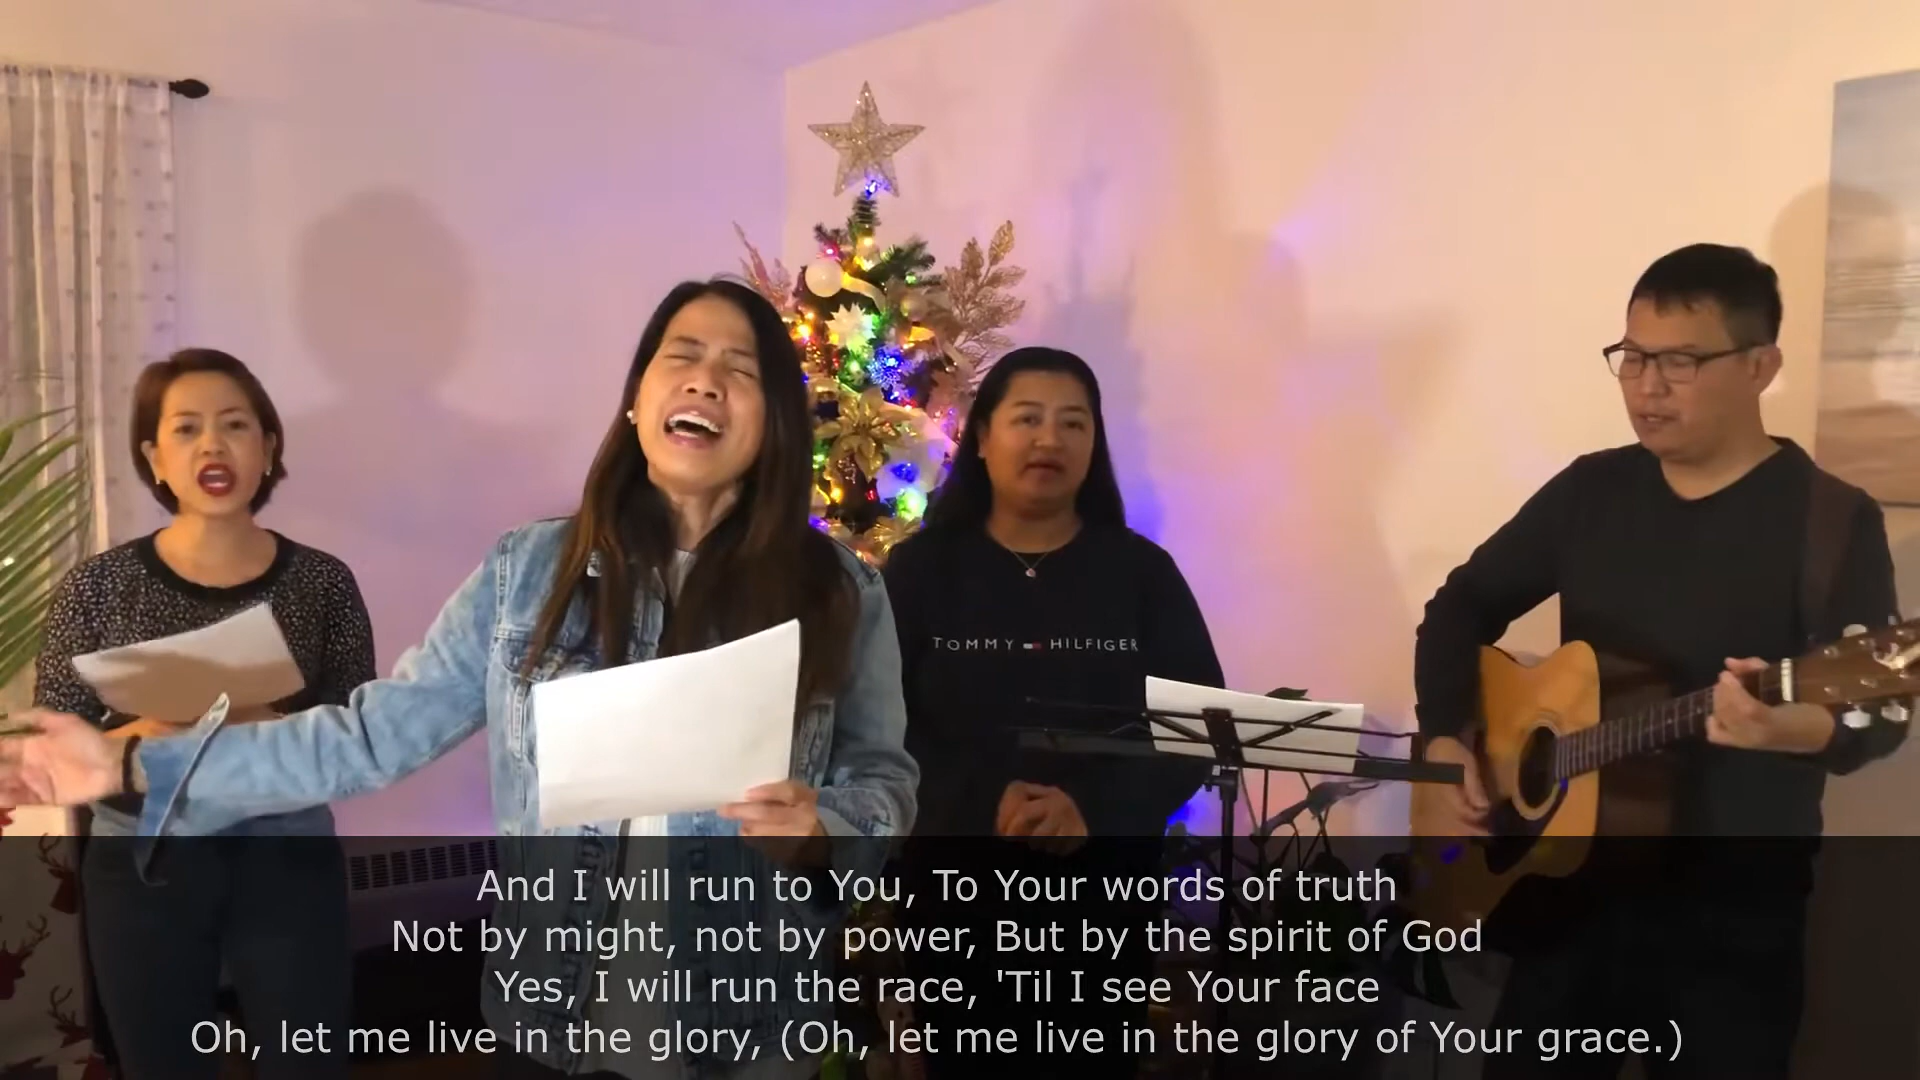 TOMMY HILFIGER
And I will run to You, To Your words of truth
Not by might, not by power, But by the spirit of God
Yes, I will run the race, 'Til I see Your face
Oh, let me live in the glory, (Oh, let me live in the glory of Your grace.)